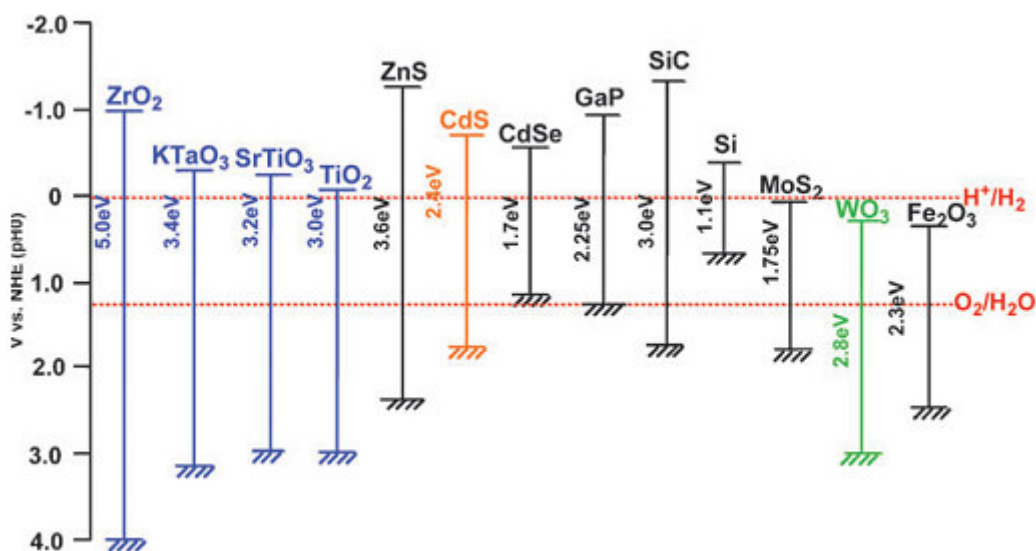 -2.0
-1.0
0
1.0
2.0
3.0
4.0
V vs. NHE (pH0)
ZrO₂
5.0eV
KTaO₃
3.4eV
SrTiO₃
3.2eV
TiO₂
3.0eV
ZnS
3.6eV
CdS
2.4eV
CdSe
1.7eV
GaP
2.25eV
SiC
3.0eV
Si
1.1eV
MoS₂
1.75eV
WO₃
2.8eV
Fe₂O₃
2.3eV
H⁺/H₂
O₂/H₂O